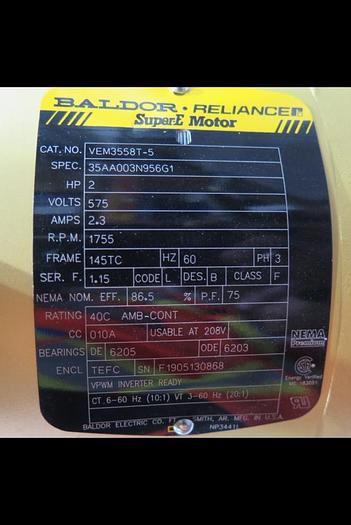 BALDOR · RELIANCE
Super-E Motor
CAT. NO. VEM3558T-5
SPEC. 35AA003N956G1
HP 2
VOLTS 575
AMPS 2.3
R.P.M. 1755
FRAME 145TC HZ 60 PH 3
SER. F. 1.15 CODE L DES. B CLASS F
NEMA NOM. EFF. 86.5 % P.F. 75
RATING 40C AMB-CONT
CC 010A USABLE AT 208V
BEARINGS DE 6205 ODE 6203
ENCL TEFC SN F1905130868
VPWM INVERTER READY
CT 6-60 Hz (10:1) VT 3-60 Hz (20:1)
BALDOR ELECTRIC CO. FT. SMITH, AR. MFG. IN U.S.A.
NEMA
Premium
Energy Verified